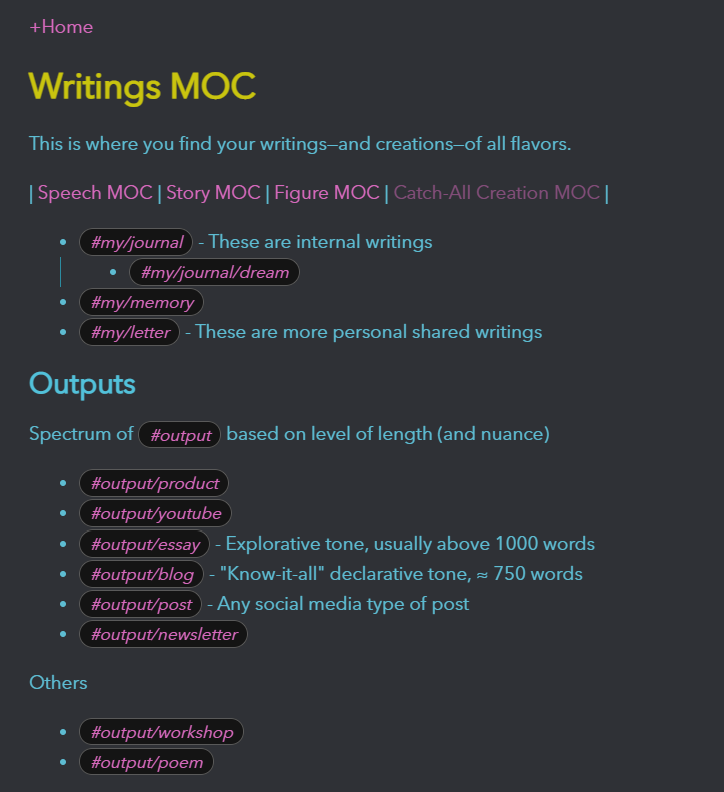 +Home
Writings MOC
This is where you find your writings—and creations—of all flavors.
| Speech MOC | Story MOC | Figure MOC | Catch-All Creation MOC |
#my/journal - These are internal writings
#my/journal/dream
#my/memory
#my/letter - These are more personal shared writings
Outputs
Spectrum of #output based on level of length (and nuance)
#output/product
#output/youtube
#output/essay - Explorative tone, usually above 1000 words
#output/blog - "Know-it-all" declarative tone, ≈ 750 words
#output/post - Any social media type of post
#output/newsletter
Others
#output/workshop
#output/poem